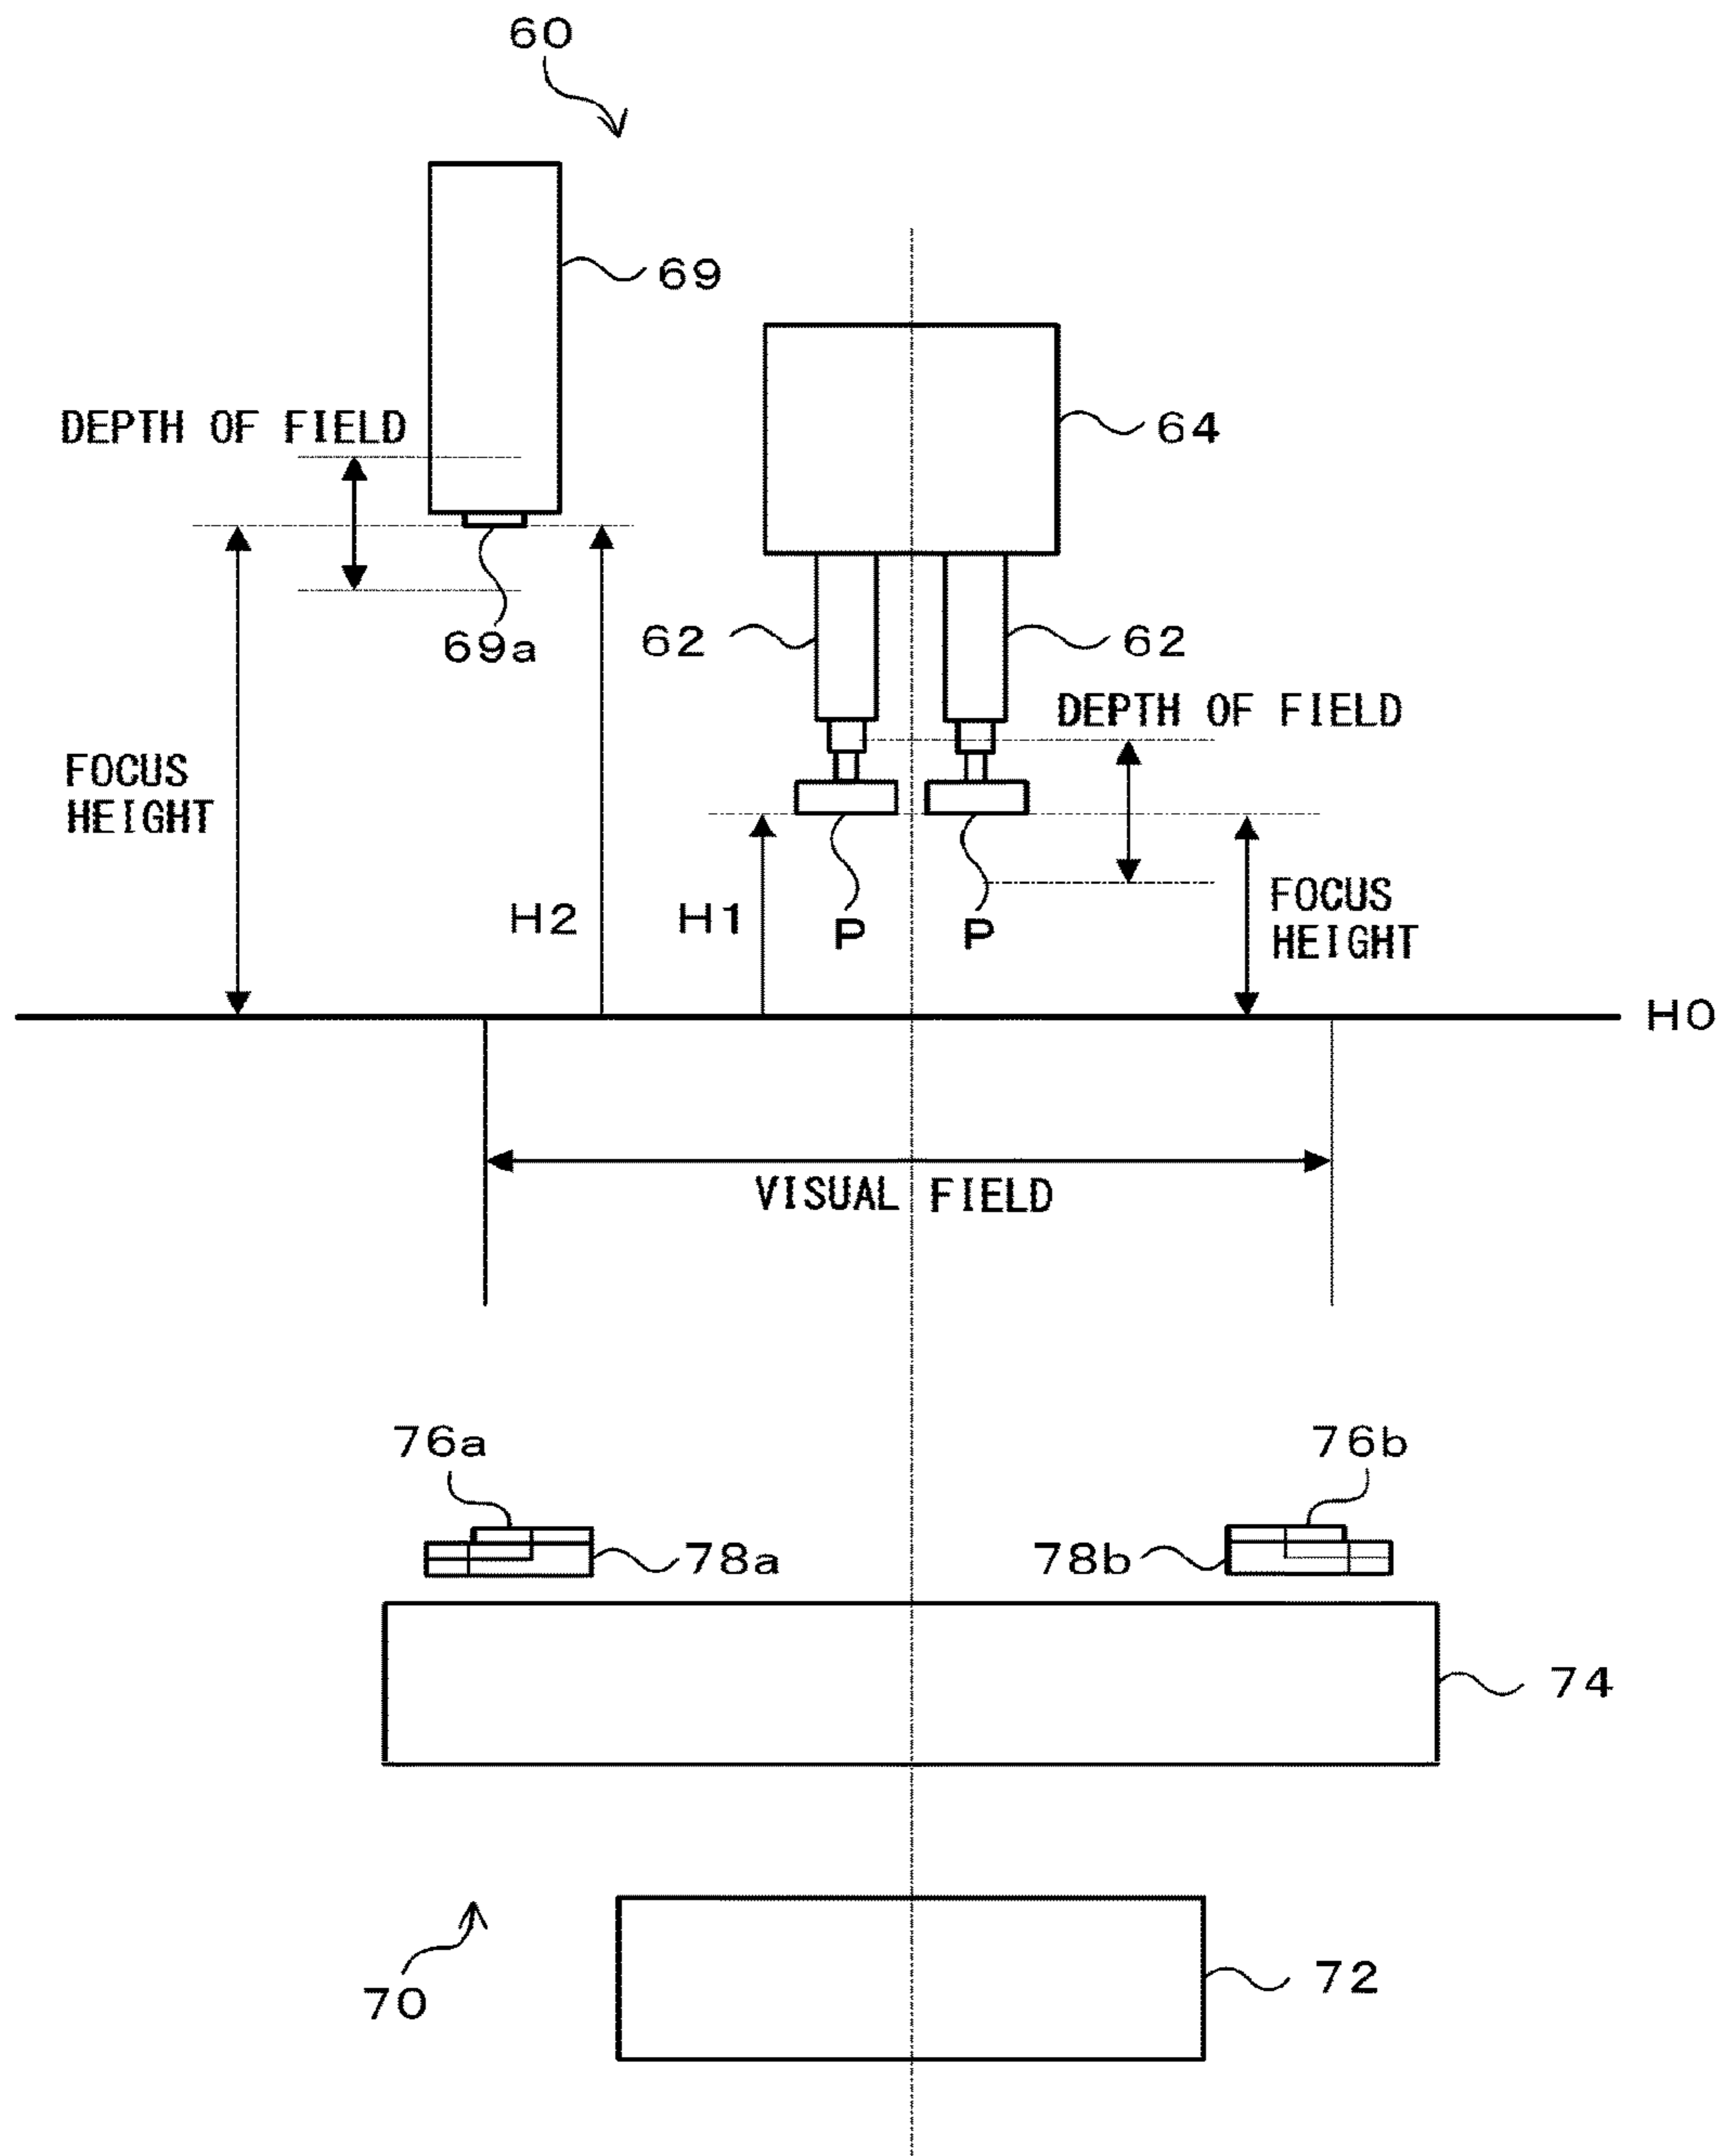 60
69
DEPTH OF FIELD
64
69a
62
62
DEPTH OF FIELD
FOCUS
HEIGHT
H2
H1
P
P
FOCUS
HEIGHT
H0
VISUAL FIELD
76a
76b
78a
78b
74
70
72